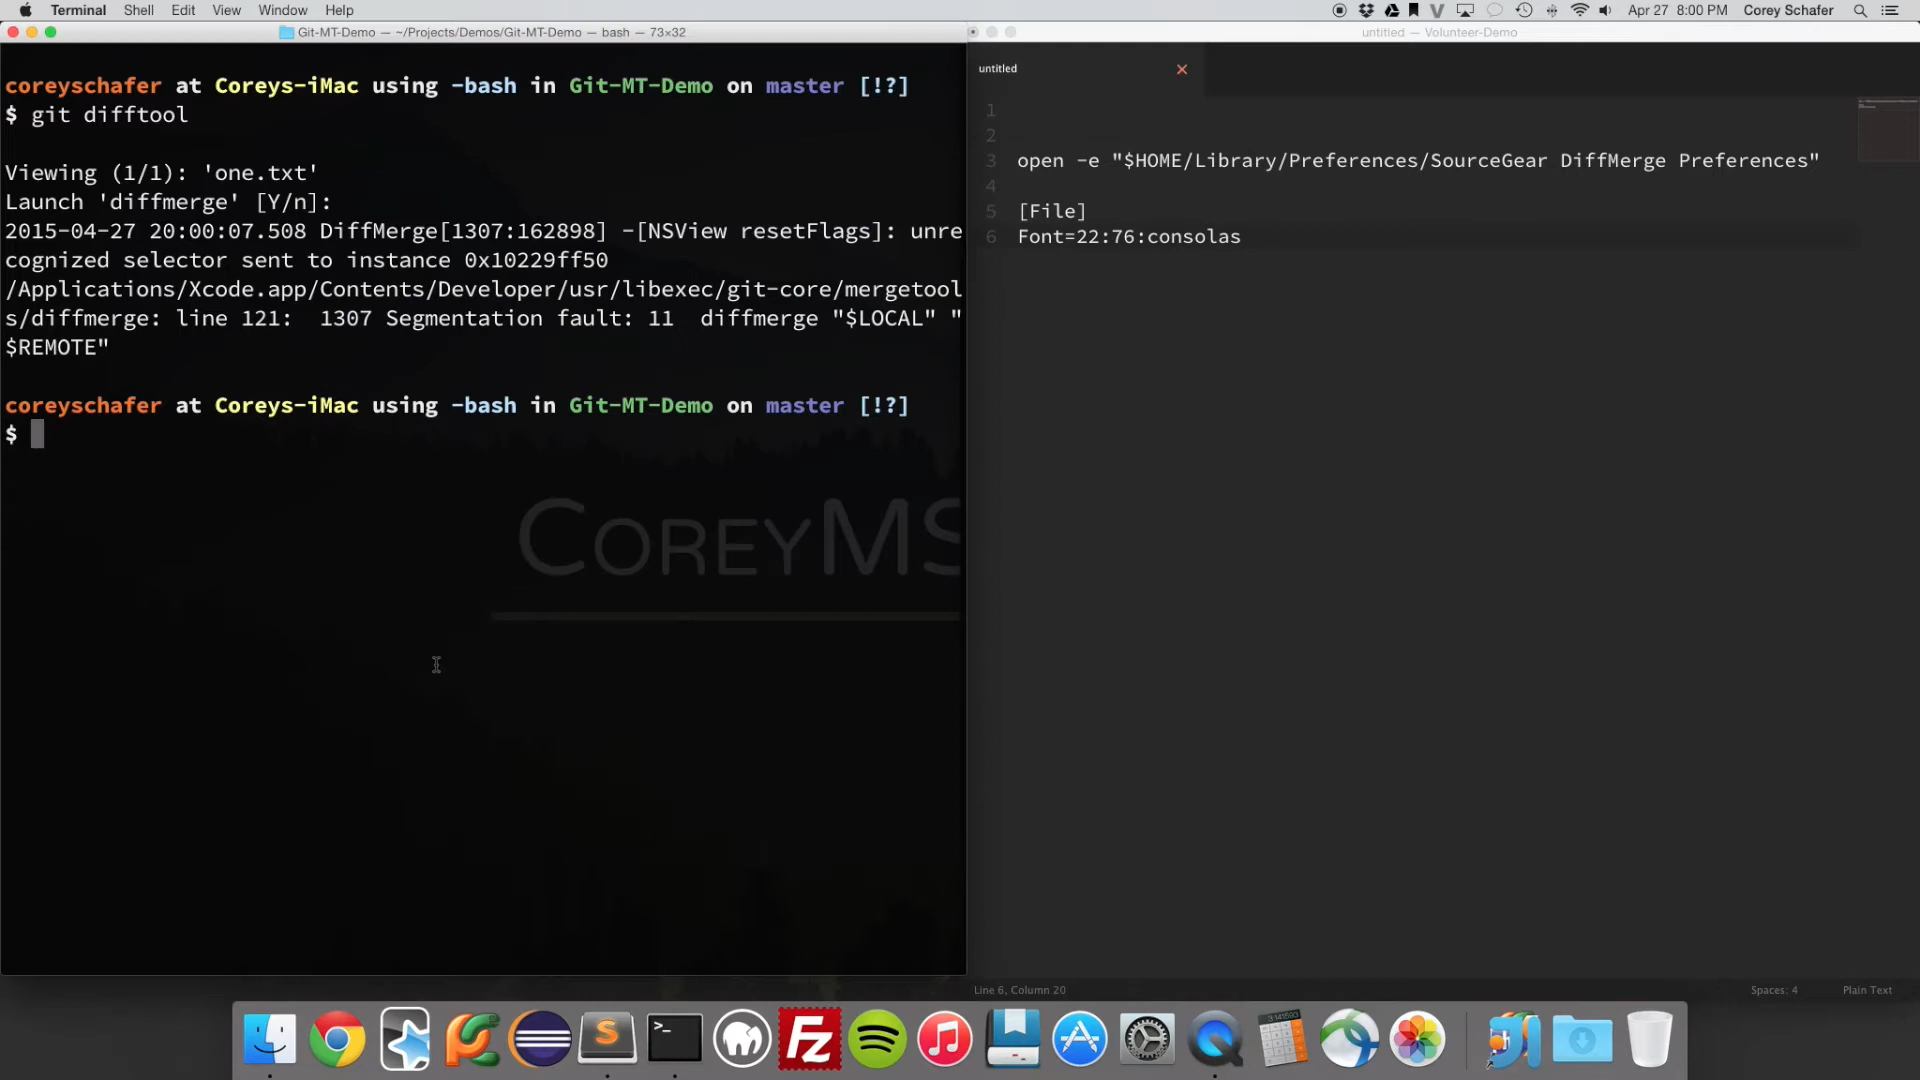 Terminal Shell Edit View Window Help
Apr 27 8:00 PM Corey Schafer
Git-MT-Demo — ~/Projects/Demos/Git-MT-Demo — bash — 73×32
untitled — Volunteer-Demo
coreyschafer at Coreys-iMac using -bash in Git-MT-Demo on master [!?]
$ git difftool
Viewing (1/1): 'one.txt'
Launch 'diffmerge' [Y/n]:
2015-04-27 20:00:07.508 DiffMerge[1307:162898] -[NSView resetFlags]: unre
cognized selector sent to instance 0x10229ff50
/Applications/Xcode.app/Contents/Developer/usr/libexec/git-core/mergetool
s/diffmerge: line 121:  1307 Segmentation fault: 11  diffmerge "$LOCAL" "
$REMOTE"
coreyschafer at Coreys-iMac using -bash in Git-MT-Demo on master [!?]
$
COREYMS
untitled
1
2
3 open -e "$HOME/Library/Preferences/SourceGear DiffMerge Preferences"
4
5 [File]
6 Font=22:76:consolas
Line 6, Column 20
Spaces: 4
Plain Text
S
>_
Fz
3.141593